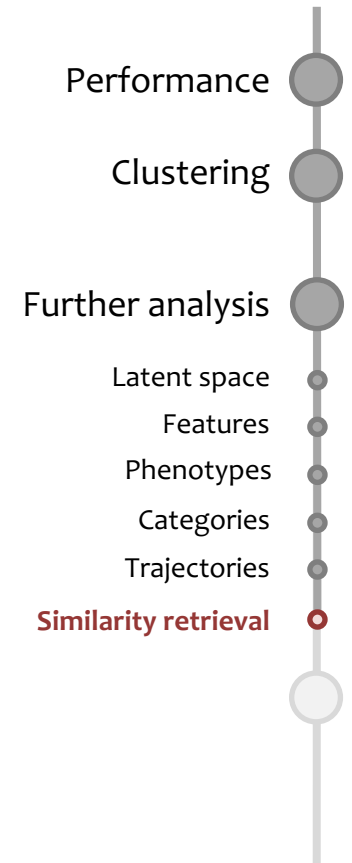 Performance
Clustering
Further analysis
Latent space
Features
Phenotypes
Categories
Trajectories
Similarity retrieval